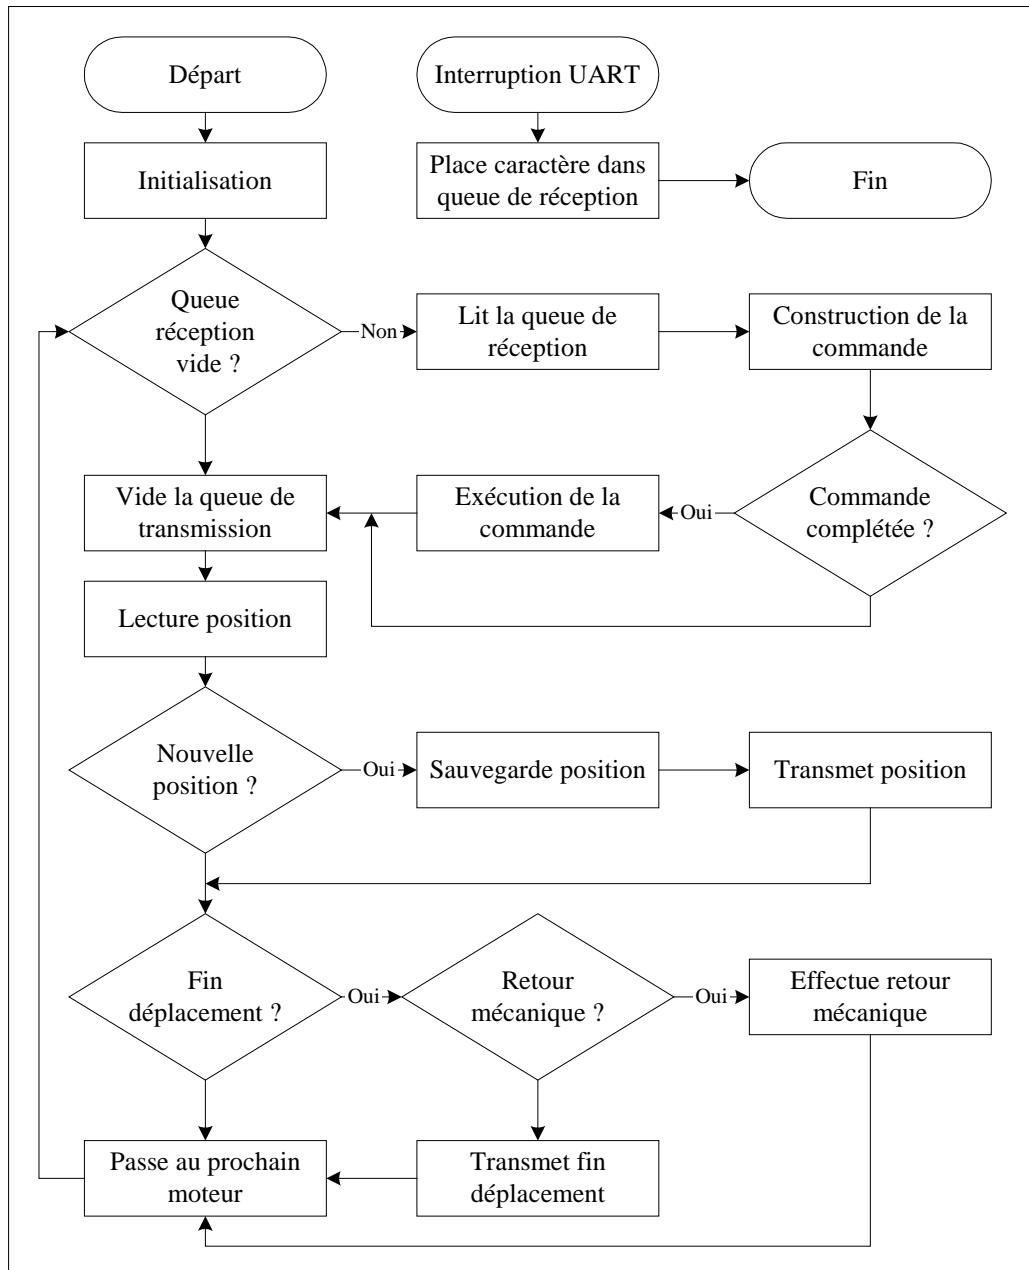 Départ
Interruption UART
Initialisation
Place caractère dans
queue de réception
Fin
Queue
réception
vide ?
Non
Lit la queue de
réception
Construction de la
commande
Vide la queue de
transmission
Exécution de la
commande
Oui
Commande
complétée ?
Lecture position
Nouvelle
position ?
Oui
Sauvegarde position
Transmet position
Fin
déplacement ?
Oui
Retour
mécanique ?
Oui
Effectue retour
mécanique
Passe au prochain
moteur
Transmet fin
déplacement